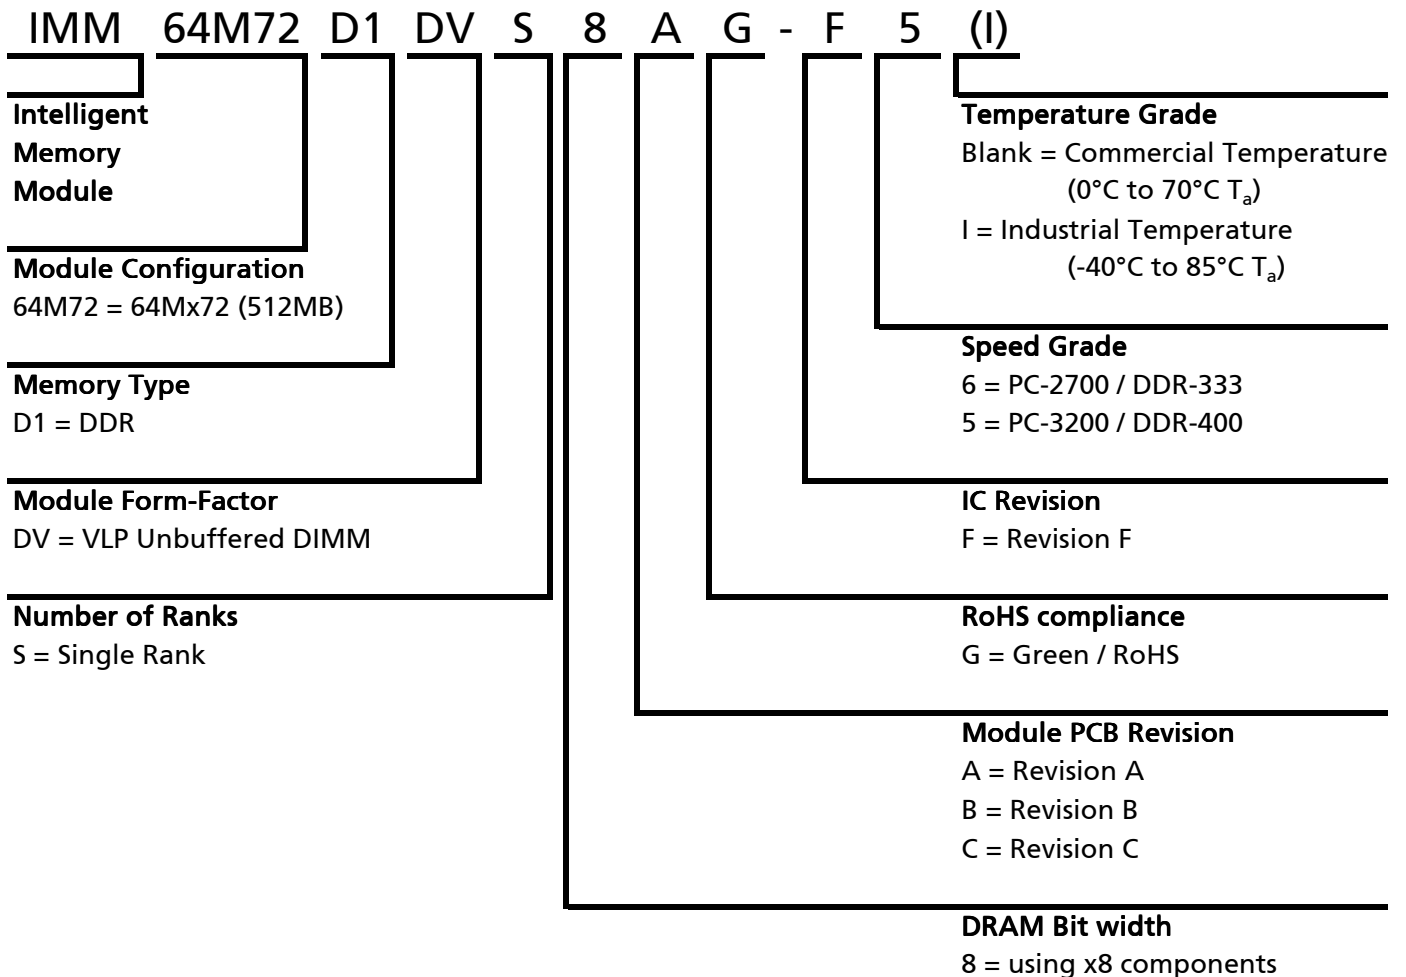 IMM 64M72 D1 DV S 8 A G - F 5 (I)
Intelligent
Memory
Module
Module Configuration
64M72 = 64Mx72 (512MB)
Memory Type
D1 = DDR
Module Form-Factor
DV = VLP Unbuffered DIMM
Number of Ranks
S = Single Rank
Temperature Grade
Blank = Commercial Temperature
(0°C to 70°C Ta)
I = Industrial Temperature
(-40°C to 85°C Ta)
Speed Grade
6 = PC-2700 / DDR-333
5 = PC-3200 / DDR-400
IC Revision
F = Revision F
RoHS compliance
G = Green / RoHS
Module PCB Revision
A = Revision A
B = Revision B
C = Revision C
DRAM Bit width
8 = using x8 components